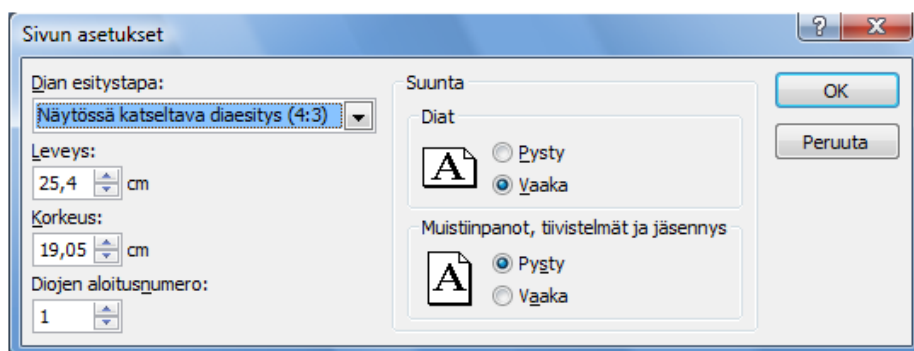 Sivun asetukset
Dian esitystapa:
Näytössä katseltava diaesitys (4:3)
Leveys:
25,4 cm
Korkeus:
19,05 cm
Diojen aloitusnumero:
1
Suunta
Diat
A
Pysty
Vaaka
Muistiinpanot, tiivistelmät ja jäsennys
A
Pysty
Vaaka
?
X
OK
Peruuta